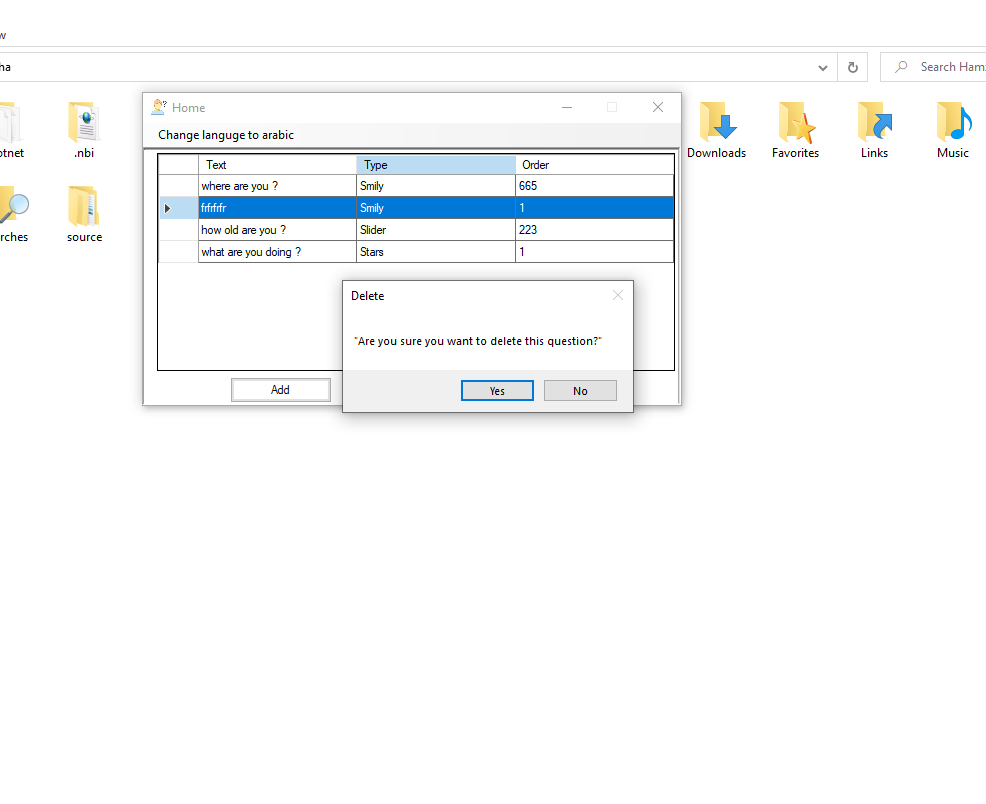 w
ha
Search Ham
Home
Change languge to arabic
Text Type Order
where are you ? Smily 665
frfrfrfr Smily 1
how old are you ? Slider 223
what are you doing ? Stars 1
Delete
"Are you sure you want to delete this question?"
Add
Yes No
otnet
.nbi
Downloads
Favorites
Links
Music
rches
source